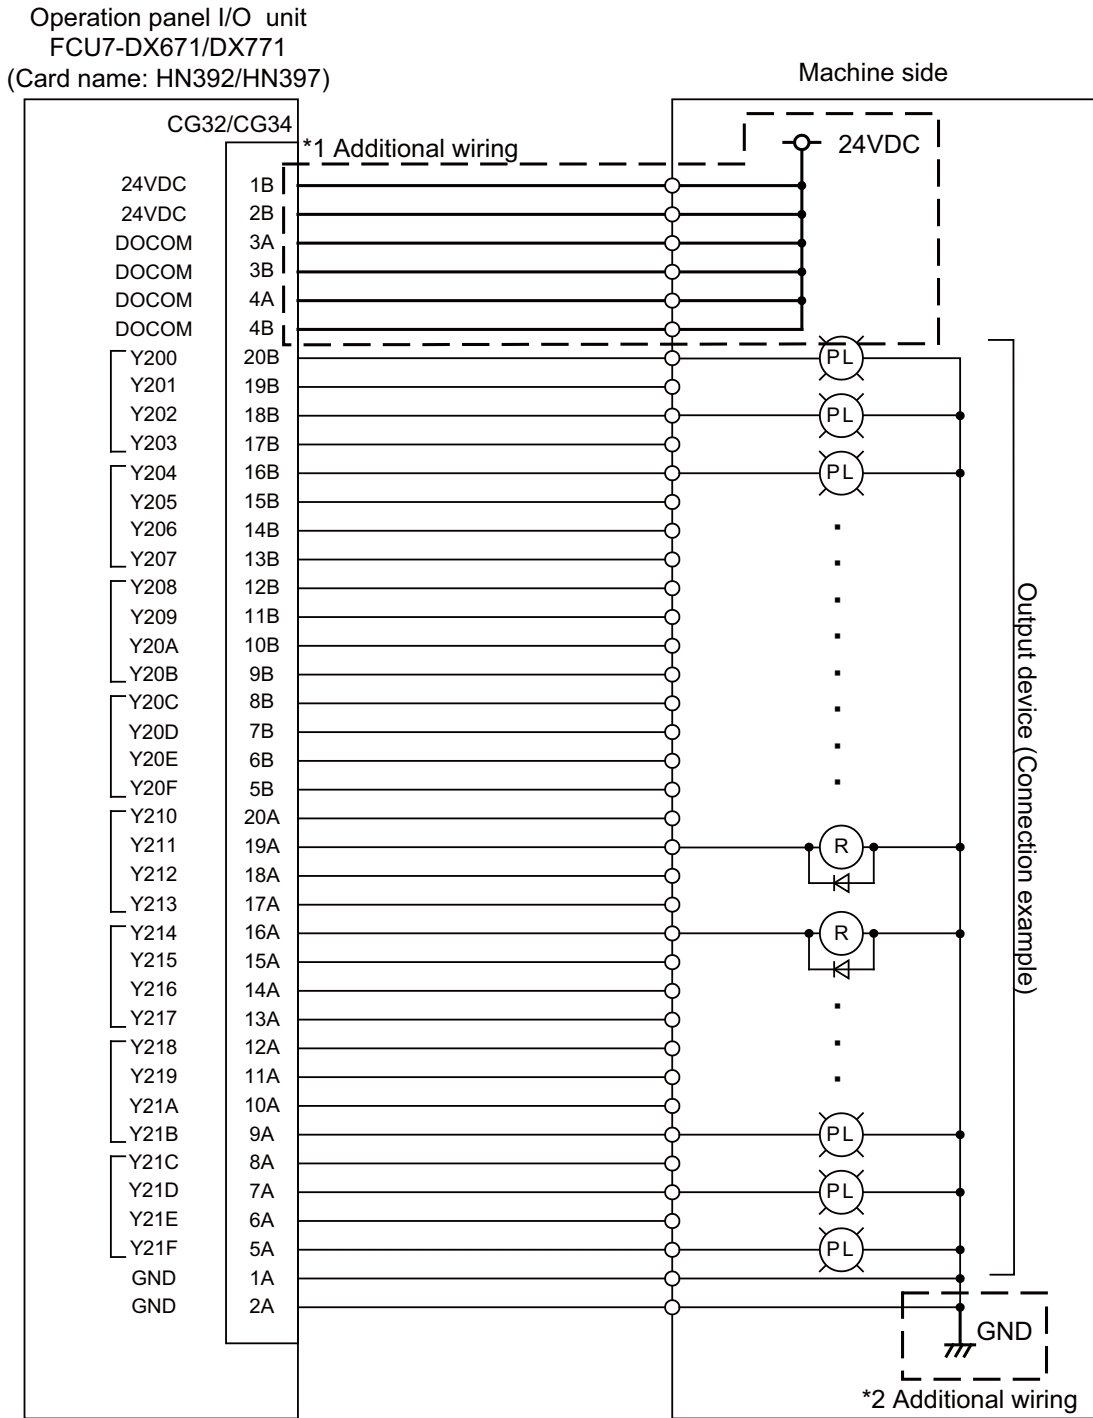 Operation panel I/O unit
FCU7-DX671/DX771
(Card name: HN392/HN397)
Machine side
CG32/CG34
*1 Additional wiring
24VDC
24VDC 1B
24VDC 2B
DOCOM 3A
DOCOM 3B
DOCOM 4A
DOCOM 4B
Y200 20B PL
Y201 19B
Y202 18B PL
Y203 17B
Y204 16B PL
Y205 15B
Y206 14B
Y207 13B
Y208 12B
Y209 11B
Y20A 10B
Y20B 9B
Y20C 8B
Y20D 7B
Y20E 6B
Y20F 5B
Y210 20A
Y211 19A R
Y212 18A
Y213 17A
Y214 16A R
Y215 15A
Y216 14A
Y217 13A
Y218 12A
Y219 11A
Y21A 10A
Y21B 9A PL
Y21C 8A
Y21D 7A PL
Y21E 6A
Y21F 5A PL
GND 1A
GND 2A
Output device (Connection example)
GND
*2 Additional wiring